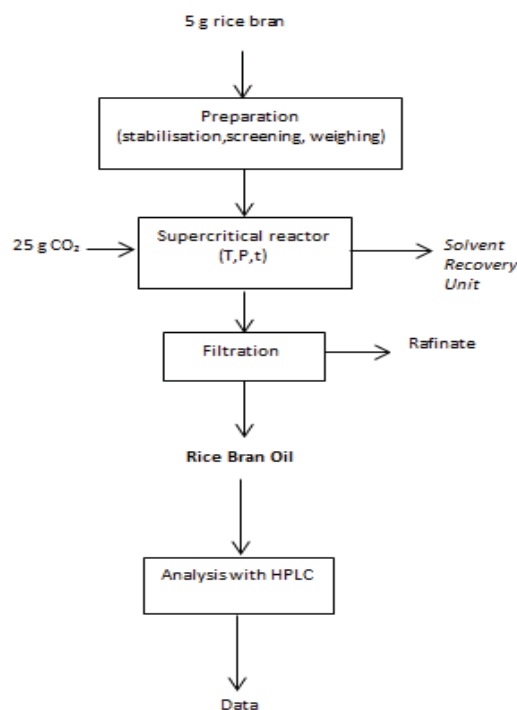 5 g rice bran
Preparation
(stabilisation,screening, weighing)
25 g CO₂
Supercritical reactor
(T,P,t)
Solvent
Recovery
Unit
Filtration
Rafinate
Rice Bran Oil
Analysis with HPLC
Data